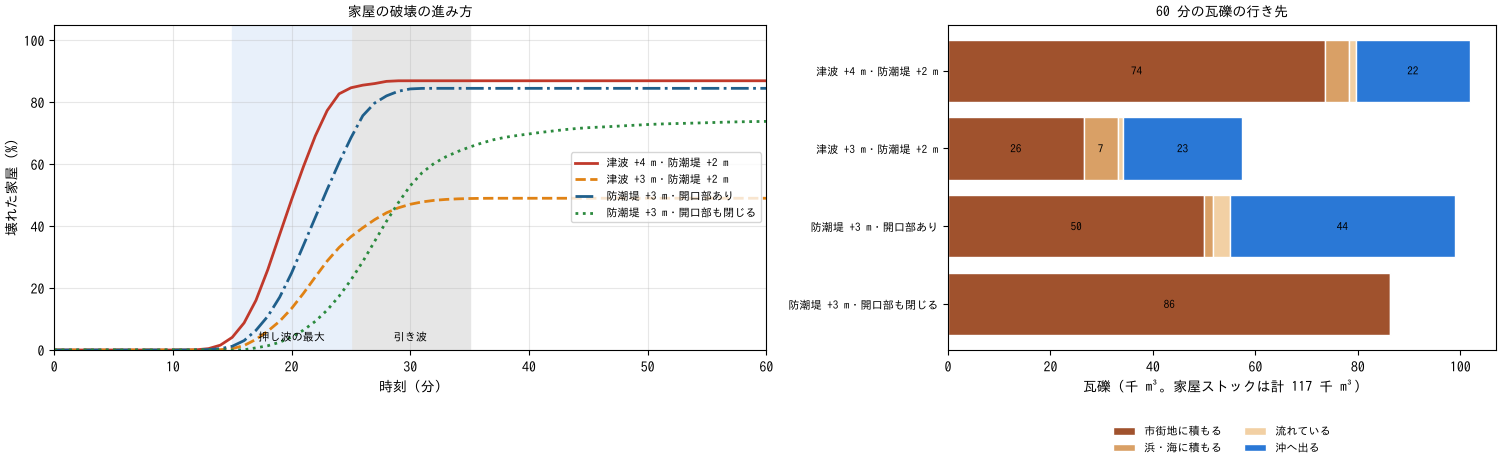 家屋の破壊の進み方
壊れた家屋 (%)
100
80
60
40
20
0
押し波の最大
引き波
津波 +4 m・防潮堤 +2 m
津波 +3 m・防潮堤 +2 m
防潮堤 +3 m・開口部あり
防潮堤 +3 m・開口部も閉じる
0 10 20 30 40 50 60
時刻 (分)
60 分の瓦礫の行き先
津波 +4 m・防潮堤 +2 m 74 22
津波 +3 m・防潮堤 +2 m 26 7 23
防潮堤 +3 m・開口部あり 50 44
防潮堤 +3 m・開口部も閉じる 86
0 20 40 60 80 100
瓦礫 (千 m³。家屋ストックは計 117 千 m³)
市街地に積もる 流れている
浜・海に積もる 沖へ出る